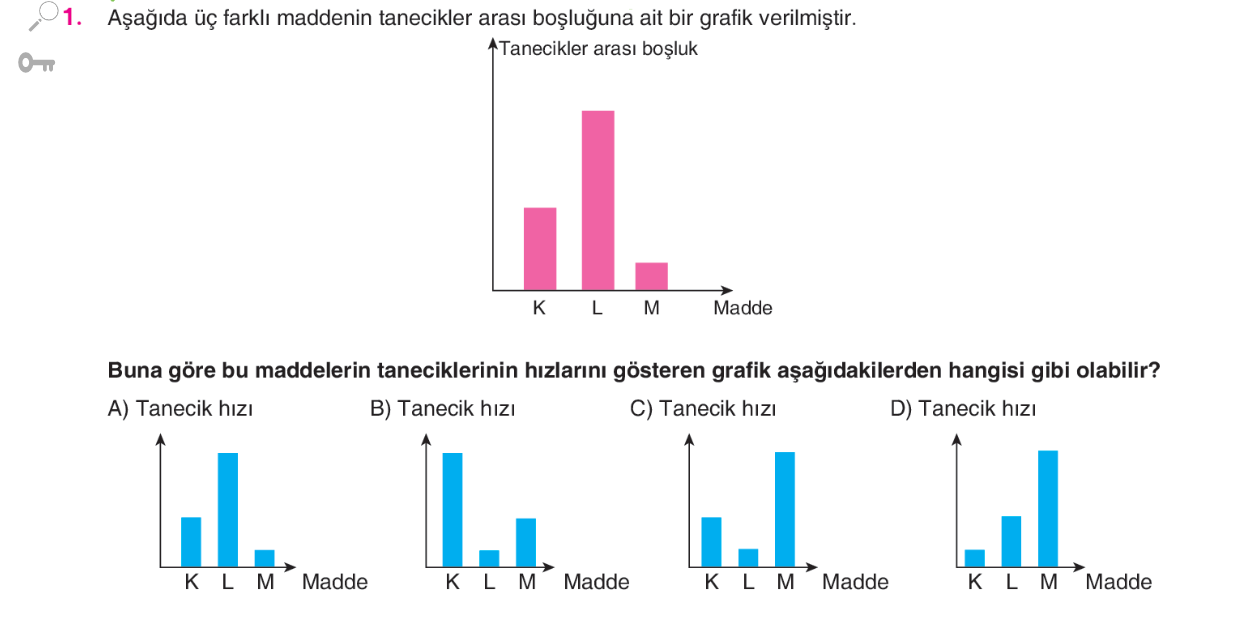 1. Aşağıda üç farklı maddenin tanecikler arası boşluğuna ait bir grafik verilmiştir.
Tanecikler arası boşluk
K L M Madde
Buna göre bu maddelerin taneciklerinin hızlarını gösteren grafik aşağıdakilerden hangisi gibi olabilir?
A) Tanecik hızı B) Tanecik hızı C) Tanecik hızı D) Tanecik hızı
K L M Madde K L M Madde K L M Madde K L M Madde